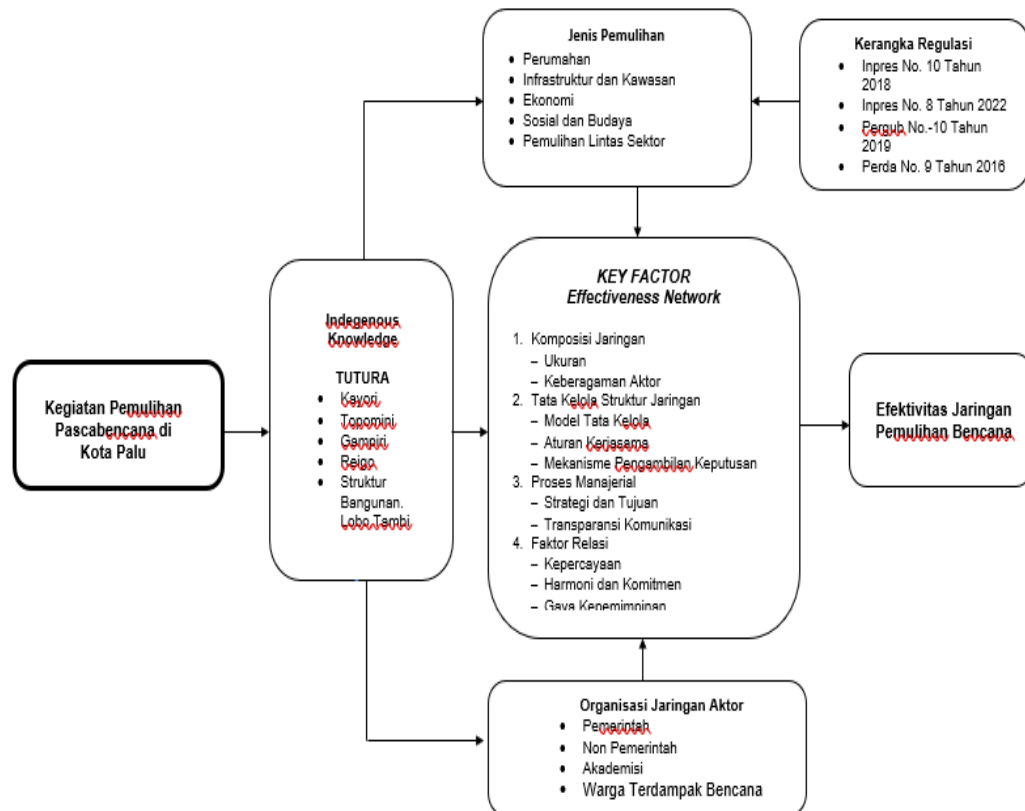 Jenis Pemulihan
• Perumahan
• Infrastruktur dan Kawasan
• Ekonomi
• Sosial dan Budaya
• Pemulihan Lintas Sektor
Kerangka Regulasi
• Inpres No. 10 Tahun
2018
• Inpres No. 8 Tahun 2022
• Pergub No.-10 Tahun
2019
• Perda No. 9 Tahun 2016
Kegiatan Pemulihan
Pascabencana di
Kota Palu
Indegenous
Knowledge
TUTURA
• Kayori
• Topomini
• Gampiri
• Reigo
• Struktur
Bangunan.
Lobo Tambi
KEY FACTOR
Effectiveness Network
1. Komposisi Jaringan
– Ukuran
– Keberagaman Aktor
2. Tata Kelola Struktur Jaringan
– Model Tata Kelola
– Aturan Kerjasama
– Mekanisme Pengambilan Keputusan
3. Proses Manajerial
– Strategi dan Tujuan
– Transparansi Komunikasi
4. Faktor Relasi
– Kepercayaan
– Harmoni dan Komitmen
– Gaya Kepemimpinan
Efektivitas Jaringan
Pemulihan Bencana
Organisasi Jaringan Aktor
• Pemerintah
• Non Pemerintah
• Akademisi
• Warga Terdampak Bencana